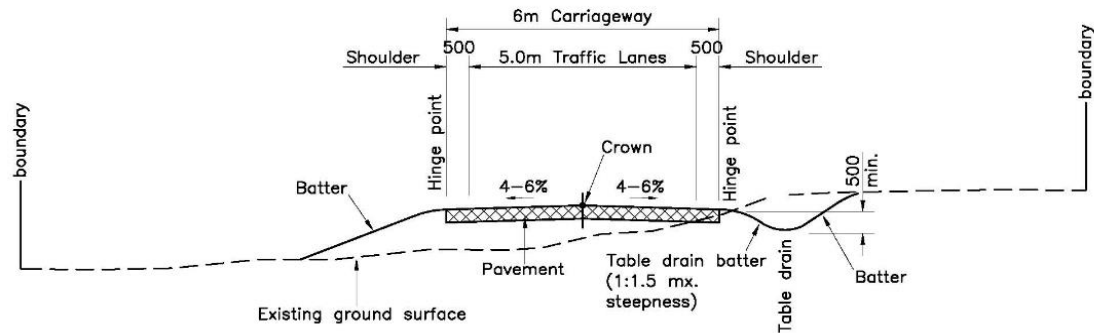 6m Carriageway
500
500
Shoulder
5.0m Traffic Lanes
Shoulder
boundary
boundary
Hinge point
Hinge point
Crown
Batter
4-6%
4-6%
500
min.
Pavement
Table drain batter
(1:1.5 mx.
steepness)
Table drain
Batter
Existing ground surface